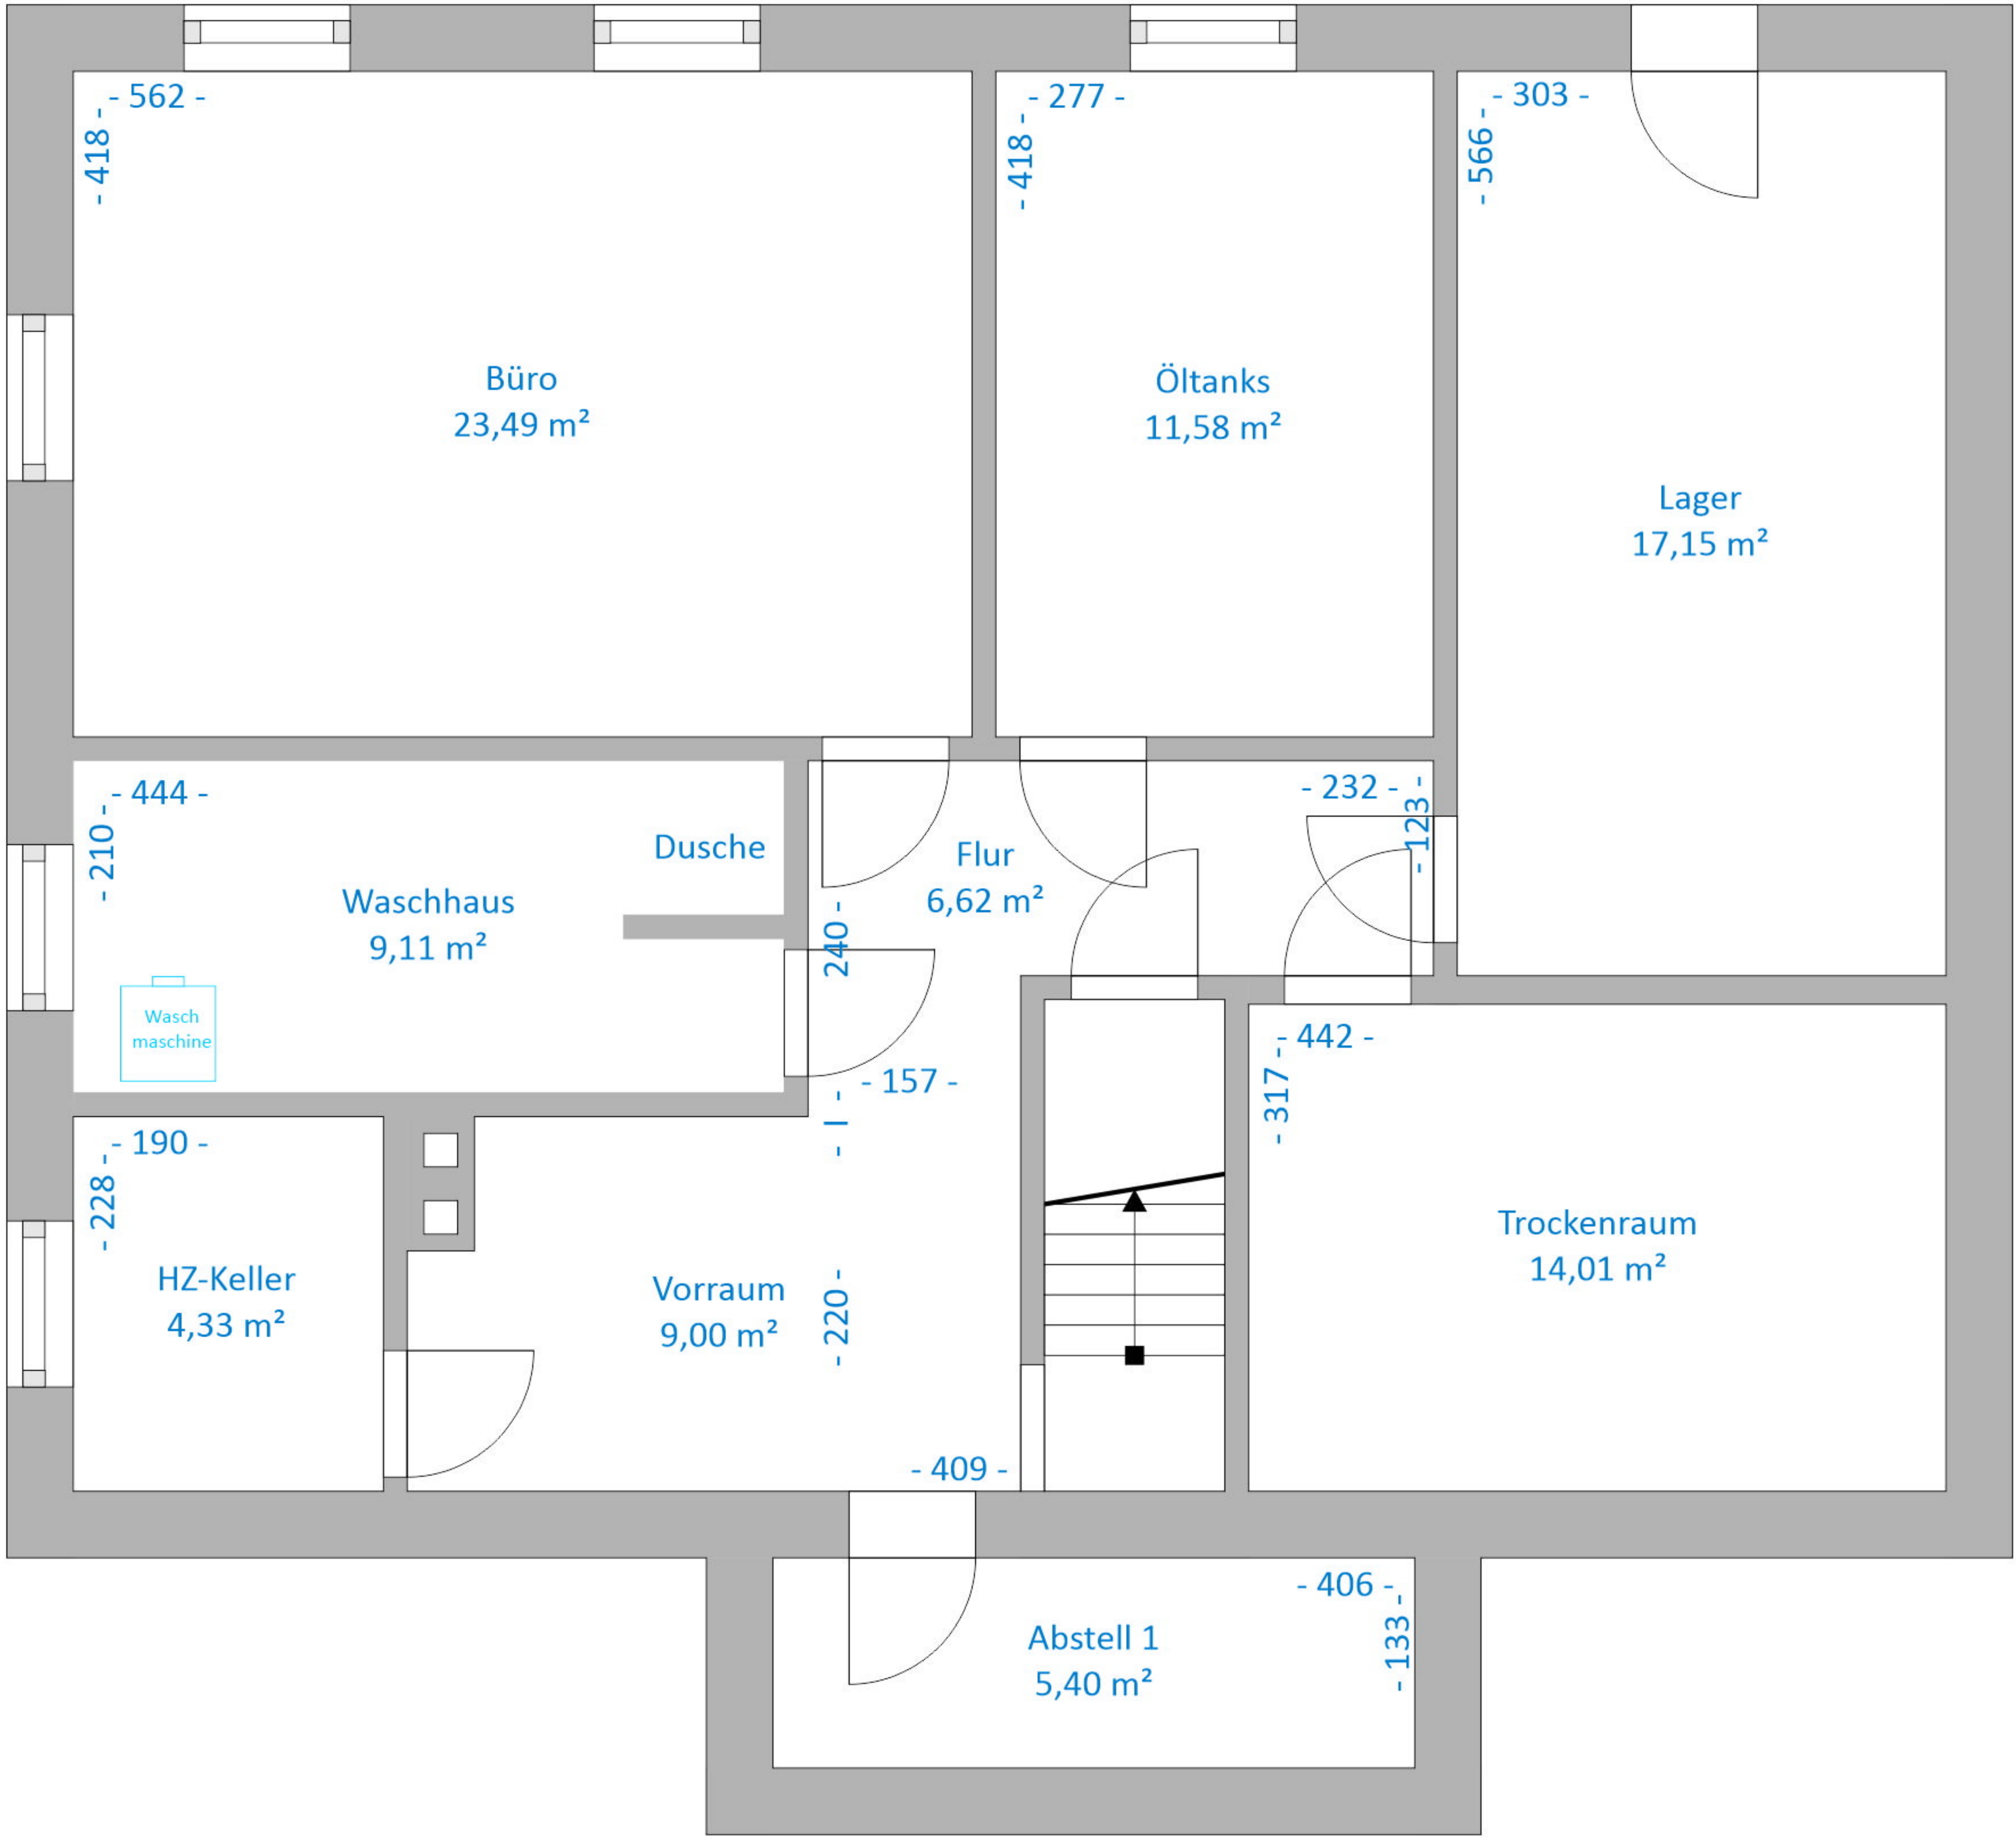 - 562 -
- 418 -
Büro
23,49 m²
- 277 -
- 418 -
Öltanks
11,58 m²
- 303 -
- 566 -
Lager
17,15 m²
- 444 -
- 210 -
Dusche
Waschhaus
9,11 m²
Wasch
maschine
- 232 -
- 123 -
Flur
6,62 m²
240 -
- 157 -
- 190 -
- 228 -
HZ-Keller
4,33 m²
Vorraum
9,00 m²
- 220 -
- 409 -
- 442 -
- 317 -
Trockenraum
14,01 m²
- 406 -
- 133 -
Abstell 1
5,40 m²